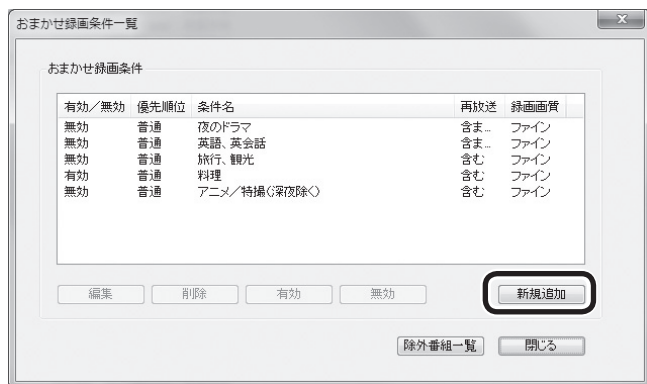 おまかせ録画条件一覧
おまかせ録画条件
有効／無効 優先順位 条件名 再放送 録画画質
無効 普通 夜のドラマ 含ま... ファイン
無効 普通 英語、英会話 含ま... ファイン
無効 普通 旅行、観光 含む ファイン
有効 普通 料理 含む ファイン
無効 普通 アニメ／特撮(深夜除く) 含む ファイン
編集 削除 有効 無効 新規追加
除外番組一覧 閉じる